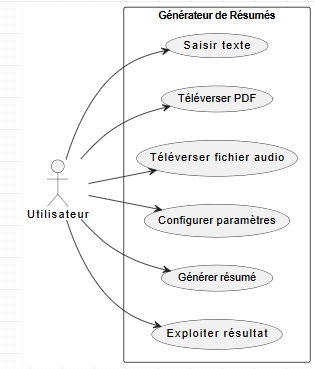 Générateur de Résumés
Saisir texte
Téléverser PDF
Téléverser fichier audio
Utilisateur
Configurer paramètres
Générer résumé
Exploiter résultat